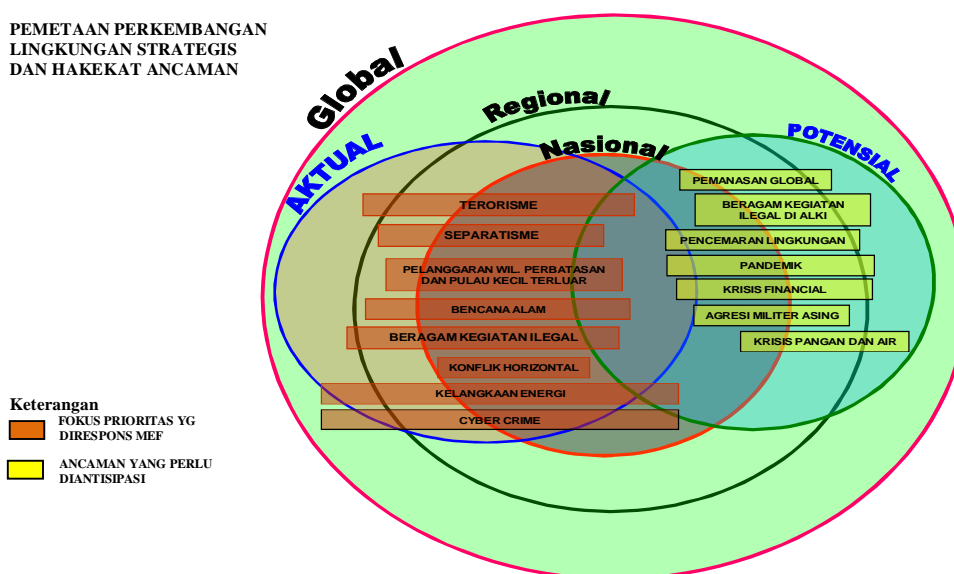 PEMETAAN PERKEMBANGAN
LINGKUNGAN STRATEGIS
DAN HAKEKAT ANCAMAN
Global
Regional
Nasional
AKTUAL
POTENSIAL
TERORISME
SEPARATISME
PELANGGARAN WIL. PERBATASAN
DAN PULAU KECIL TERLUAR
BENCANA ALAM
BERAGAM KEGIATAN ILEGAL
KONFLIK HORIZONTAL
KELANGKAAN ENERGI
CYBER CRIME
PEMANASAN GLOBAL
BERAGAM KEGIATAN
ILEGAL DI ALKI
PENCEMARAN LINGKUNGAN
PANDEMIK
KRISIS FINANCIAL
AGRESI MILITER ASING
KRISIS PANGAN DAN AIR
Keterangan
FOKUS PRIORITAS YG
DIRESPONS MEF
ANCAMAN YANG PERLU
DIANTISIPASI